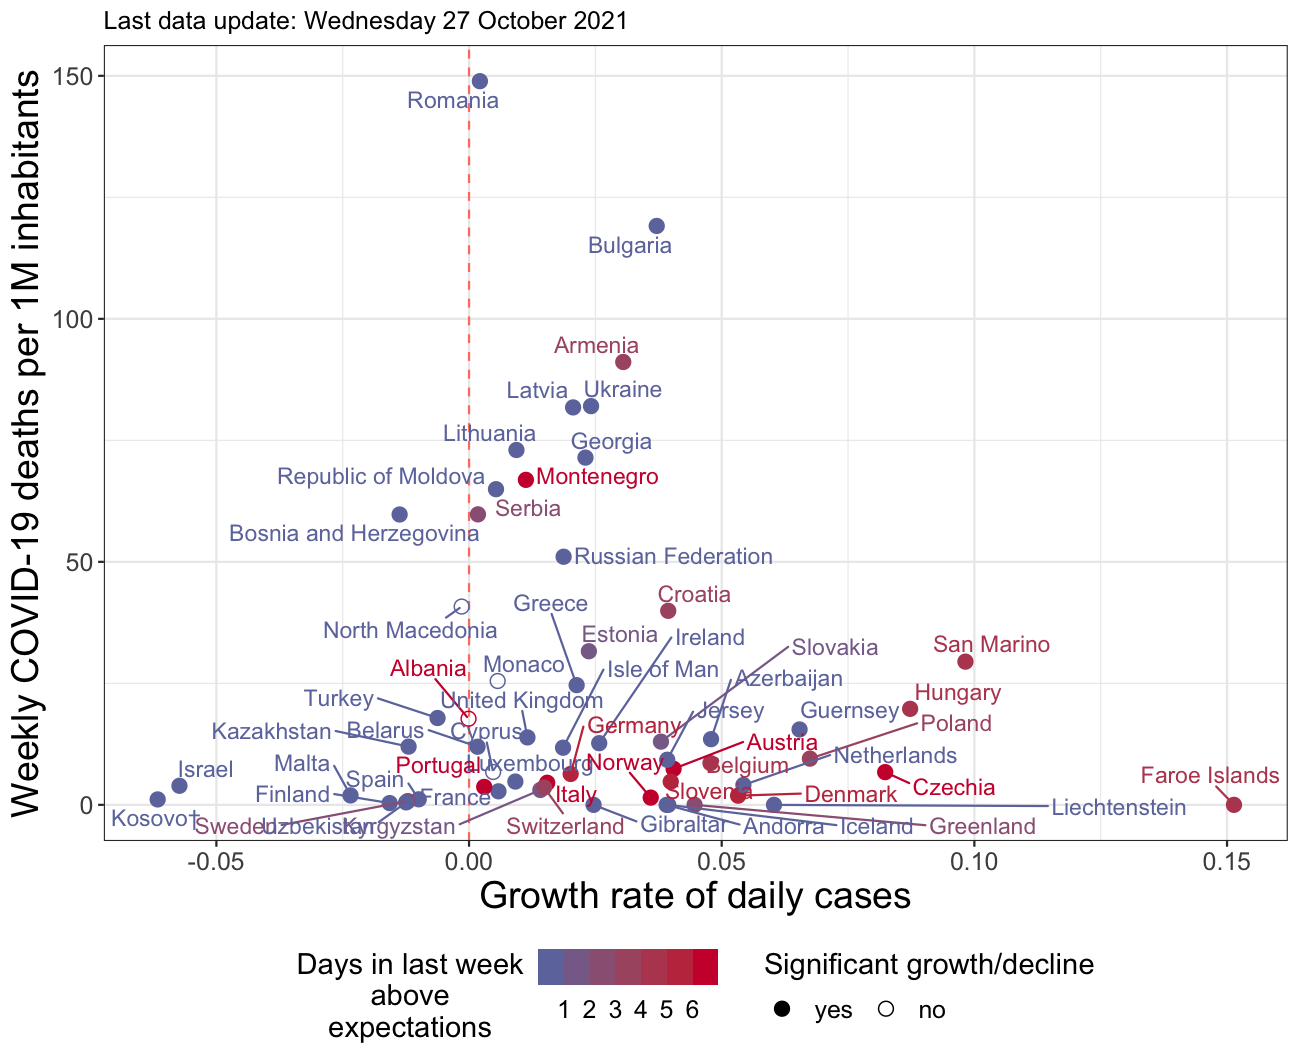 Last data update: Wednesday 27 October 2021
Weekly COVID-19 deaths per 1M inhabitants
150
100
50
0
Romania
Bulgaria
Armenia
Latvia
Ukraine
Lithuania
Georgia
Republic of Moldova
Montenegro
Serbia
Bosnia and Herzegovina
Russian Federation
Croatia
Greece
North Macedonia
Estonia
Ireland
Slovakia
San Marino
Albania
Monaco
Isle of Man
Azerbaijan
Hungary
Turkey
United Kingdom
Jersey
Guernsey
Poland
Kazakhstan
Belarus
Cyprus
Germany
Austria
Netherlands
Israel
Malta
Spain
Portugal
Luxembourg
Norway
Belgium
Faroe Islands
Czechia
Finland
France
Italy
Slovenia
Denmark
Liechtenstein
Kosovo†
Sweden
Uzbekistan
Kyrgyzstan
Switzerland
Gibraltar
Andorra
Iceland
Greenland
-0.05
0.00
0.05
0.10
0.15
Growth rate of daily cases
Days in last week
above
expectations
1 2 3 4 5 6
Significant growth/decline
yes
no